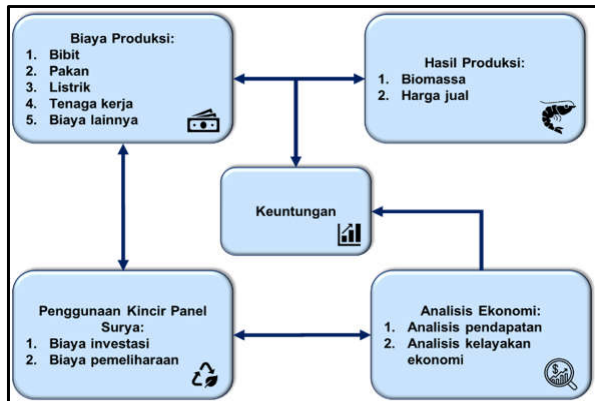 Biaya Produksi:
1. Bibit
2. Pakan
3. Listrik
4. Tenaga kerja
5. Biaya lainnya
Hasil Produksi:
1. Biomassa
2. Harga jual
Keuntungan
Penggunaan Kincir Panel
Surya:
1. Biaya investasi
2. Biaya pemeliharaan
Analisis Ekonomi:
1. Analisis pendapatan
2. Analisis kelayakan
ekonomi